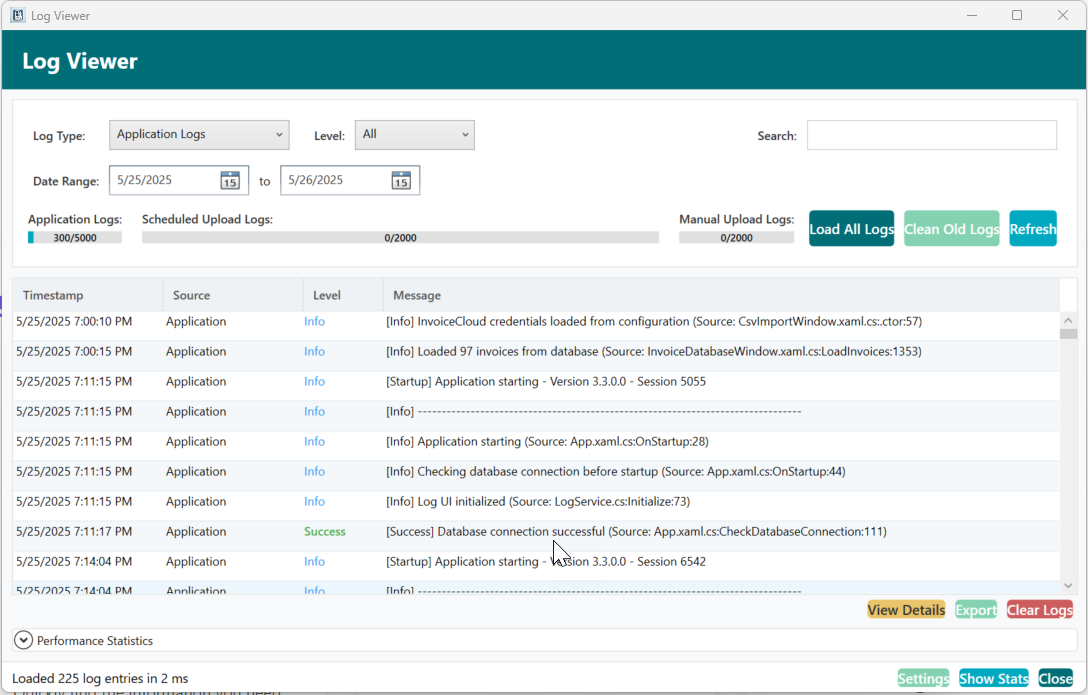 Log Viewer
Log Viewer
Log Type: Application Logs Level: All Search:
Date Range: 5/25/2025 15 to 5/26/2025 15
Application Logs: Scheduled Upload Logs: Manual Upload Logs:
300/5000 0/2000 0/2000 Load All Logs Clean Old Logs Refresh
Timestamp Source Level Message
5/25/2025 7:00:10 PM Application Info [Info] InvoiceCloud credentials loaded from configuration (Source: CsvImportWindow.xaml.cs:.ctor:57)
5/25/2025 7:00:15 PM Application Info [Info] Loaded 97 invoices from database (Source: InvoiceDatabaseWindow.xaml.cs:LoadInvoices:1353)
5/25/2025 7:11:15 PM Application Info [Startup] Application starting - Version 3.3.0.0 - Session 5055
5/25/2025 7:11:15 PM Application Info [Info] --------------------------------------------------------------------------------
5/25/2025 7:11:15 PM Application Info [Info] Application starting (Source: App.xaml.cs:OnStartup:28)
5/25/2025 7:11:15 PM Application Info [Info] Checking database connection before startup (Source: App.xaml.cs:OnStartup:44)
5/25/2025 7:11:15 PM Application Info [Info] Log UI initialized (Source: LogService.cs:Initialize:73)
5/25/2025 7:11:17 PM Application Success [Success] Database connection successful (Source: App.xaml.cs:CheckDatabaseConnection:111)
5/25/2025 7:14:04 PM Application Info [Startup] Application starting - Version 3.3.0.0 - Session 6542
5/25/2025 7:14:04 PM Application Info [Info] --------------------------------------------------------------------------------
View Details Export Clear Logs
Performance Statistics
Loaded 225 log entries in 2 ms Settings Show Stats Close